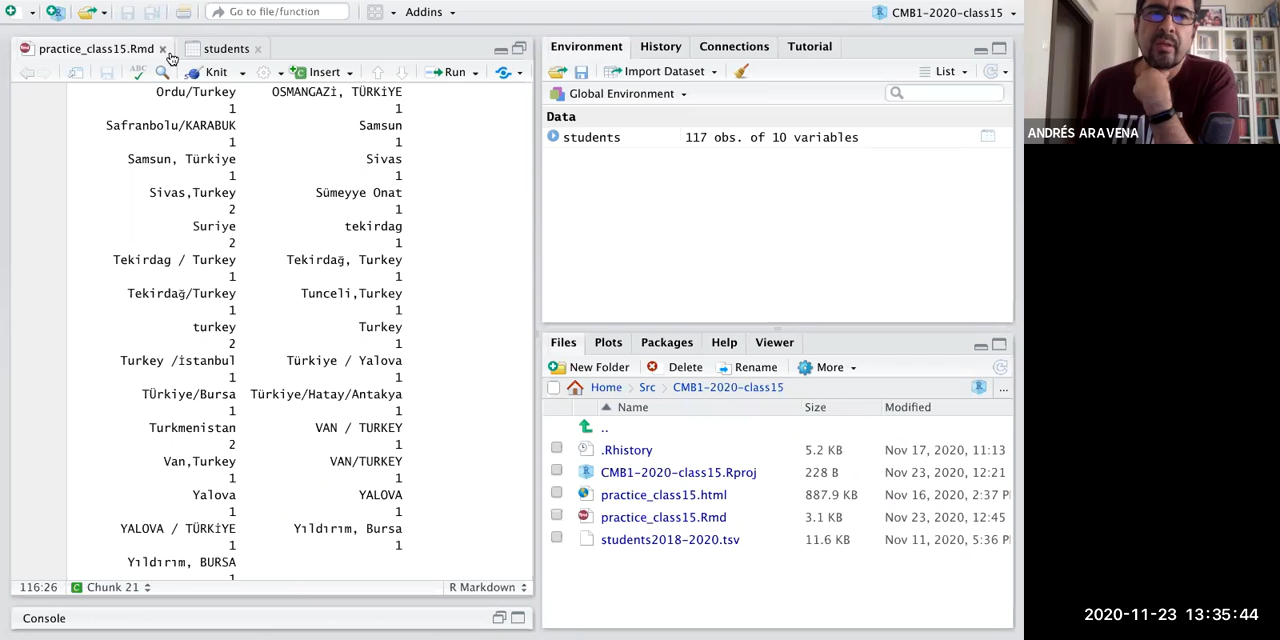 Go to file/function
Addins
CMB1-2020-class15
practice_class15.Rmd
students
Knit
Insert
Run
Ordu/Turkey OSMANGAZİ, TÜRKİYE
1 1
Safranbolu/KARABUK Samsun
1 1
Samsun, Türkiye Sivas
1 1
Sivas,Turkey Sümeyye Onat
2 1
Suriye tekirdag
2 1
Tekirdag / Turkey Tekirdağ, Turkey
1 1
Tekirdağ/Turkey Tunceli,Turkey
1 1
turkey Turkey
2 1
Turkey /İstanbul Türkiye / Yalova
1 1
TÜrkiye/Bursa Türkiye/Hatay/Antakya
1 1
Turkmenistan VAN / TURKEY
2 1
Van,Turkey VAN/TURKEY
1 1
Yalova YALOVA
1 1
YALOVA / TÜRKİYE Yıldırım, Bursa
1 1
Yıldırım, BURSA
1
116:26 Chunk 21 R Markdown
Console
Environment History Connections Tutorial
Import Dataset List
Global Environment
Data
students 117 obs. of 10 variables
Files Plots Packages Help Viewer
New Folder Delete Rename More
Home Src CMB1-2020-class15
Name Size Modified
..
.Rhistory 5.2 KB Nov 17, 2020, 11:13
CMB1-2020-class15.Rproj 228 B Nov 23, 2020, 12:21
practice_class15.html 887.9 KB Nov 16, 2020, 2:37 P
practice_class15.Rmd 3.1 KB Nov 23, 2020, 12:45
students2018-2020.tsv 11.6 KB Nov 11, 2020, 5:36 P
ANDRÉS ARAVENA
2020-11-23 13:35:44